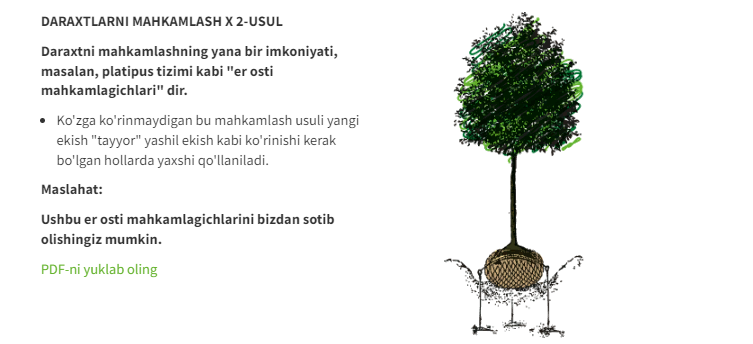 DARAXTLARNI MAHKAMLASH X 2-USUL
Daraxtni mahkamlashning yana bir imkoniyati,
masalan, platipus tizimi kabi "er osti
mahkamlagichlari" dir.
Ko'zga ko'rinmaydigan bu mahkamlash usuli yangi
ekish "tayyor" yashil ekish kabi ko'rinishi kerak
bo'lgan hollarda yaxshi qo'llaniladi.
Maslahat:
Ushbu er osti mahkamlagichlarini bizdan sotib
olishingiz mumkin.
PDF-ni yuklab oling